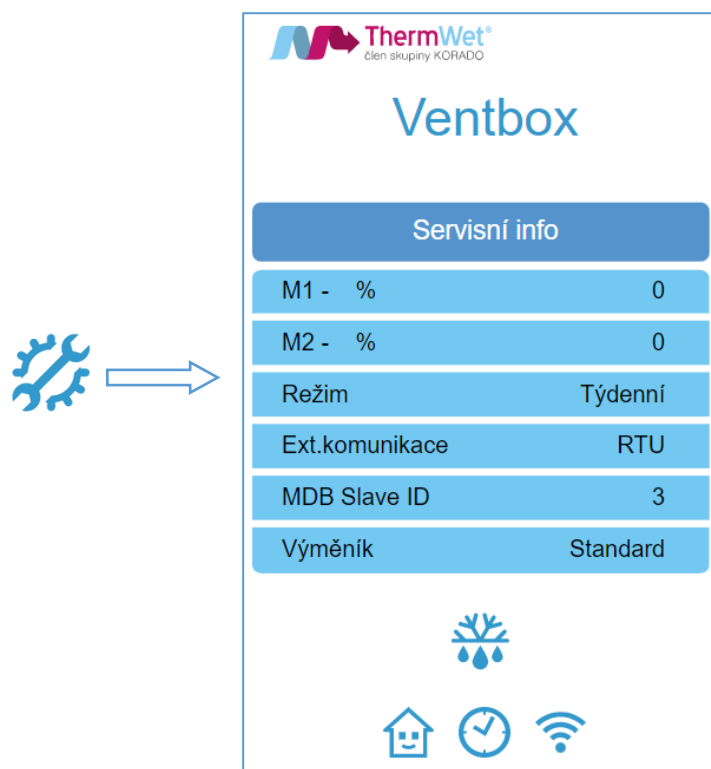 ThermWet®
člen skupiny KORADO
Ventbox
Servisní info
M1 - % 0
M2 - % 0
Režim Týdenní
Ext.komunikace RTU
MDB Slave ID 3
Výměník Standard